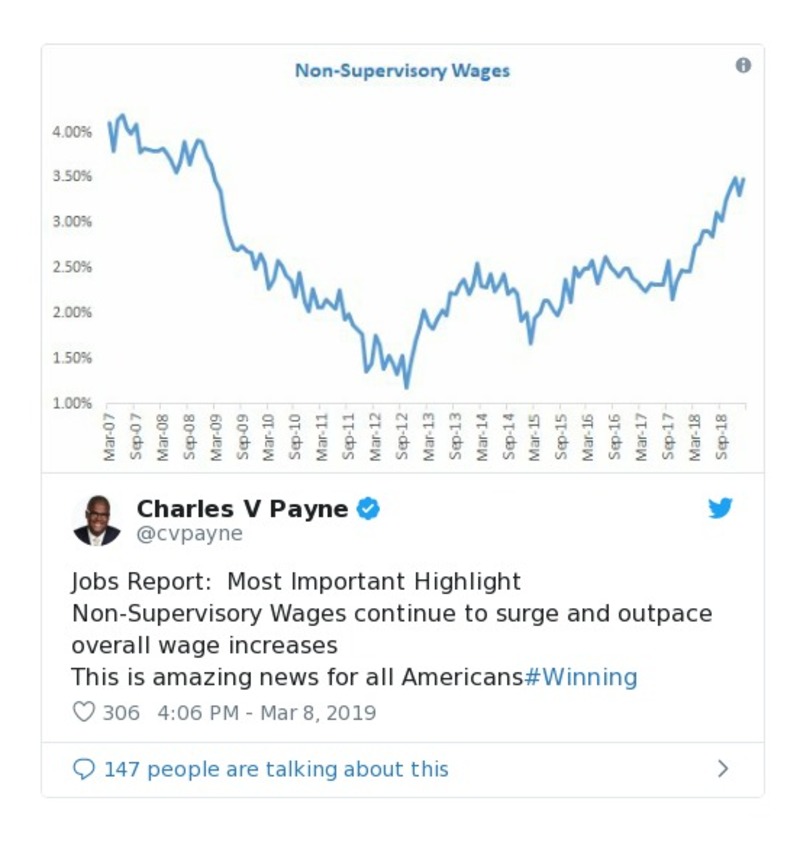 Non-Supervisory Wages
4.00%
3.50%
3.00%
2.50%
2.00%
1.50%
1.00%
Mar-07
Sep-07
Mar-08
Sep-08
Mar-09
Sep-09
Mar-10
Sep-10
Mar-11
Sep-11
Mar-12
Sep-12
Mar-13
Sep-13
Mar-14
Sep-14
Mar-15
Sep-15
Mar-16
Sep-16
Mar-17
Sep-17
Mar-18
Sep-18
Charles V Payne
@cvpayne
Jobs Report:  Most Important Highlight
Non-Supervisory Wages continue to surge and outpace
overall wage increases
This is amazing news for all Americans#Winning
306 4:06 PM - Mar 8, 2019
147 people are talking about this